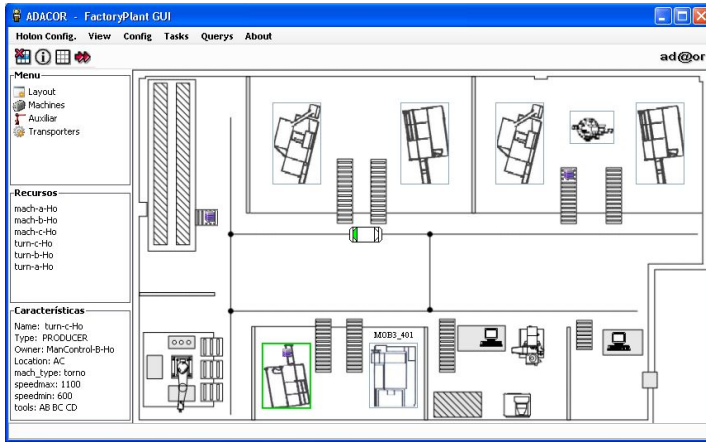 ADACOR - FactoryPlant GUI
Holon Config. View Config Tasks Querys About
ad@or
Menu
Layout
Machines
Auxiliar
Transporters
Recursos
mach-a-Ho
mach-b-Ho
mach-c-Ho
turn-c-Ho
turn-b-Ho
turn-a-Ho
Características
Name: turn-c-Ho
Type: PRODUCER
Owner: ManControl-B-Ho
Location: AC
mach_type: torno
speedmax: 1100
speedmin: 600
tools: AB BC CD
MOB3_401